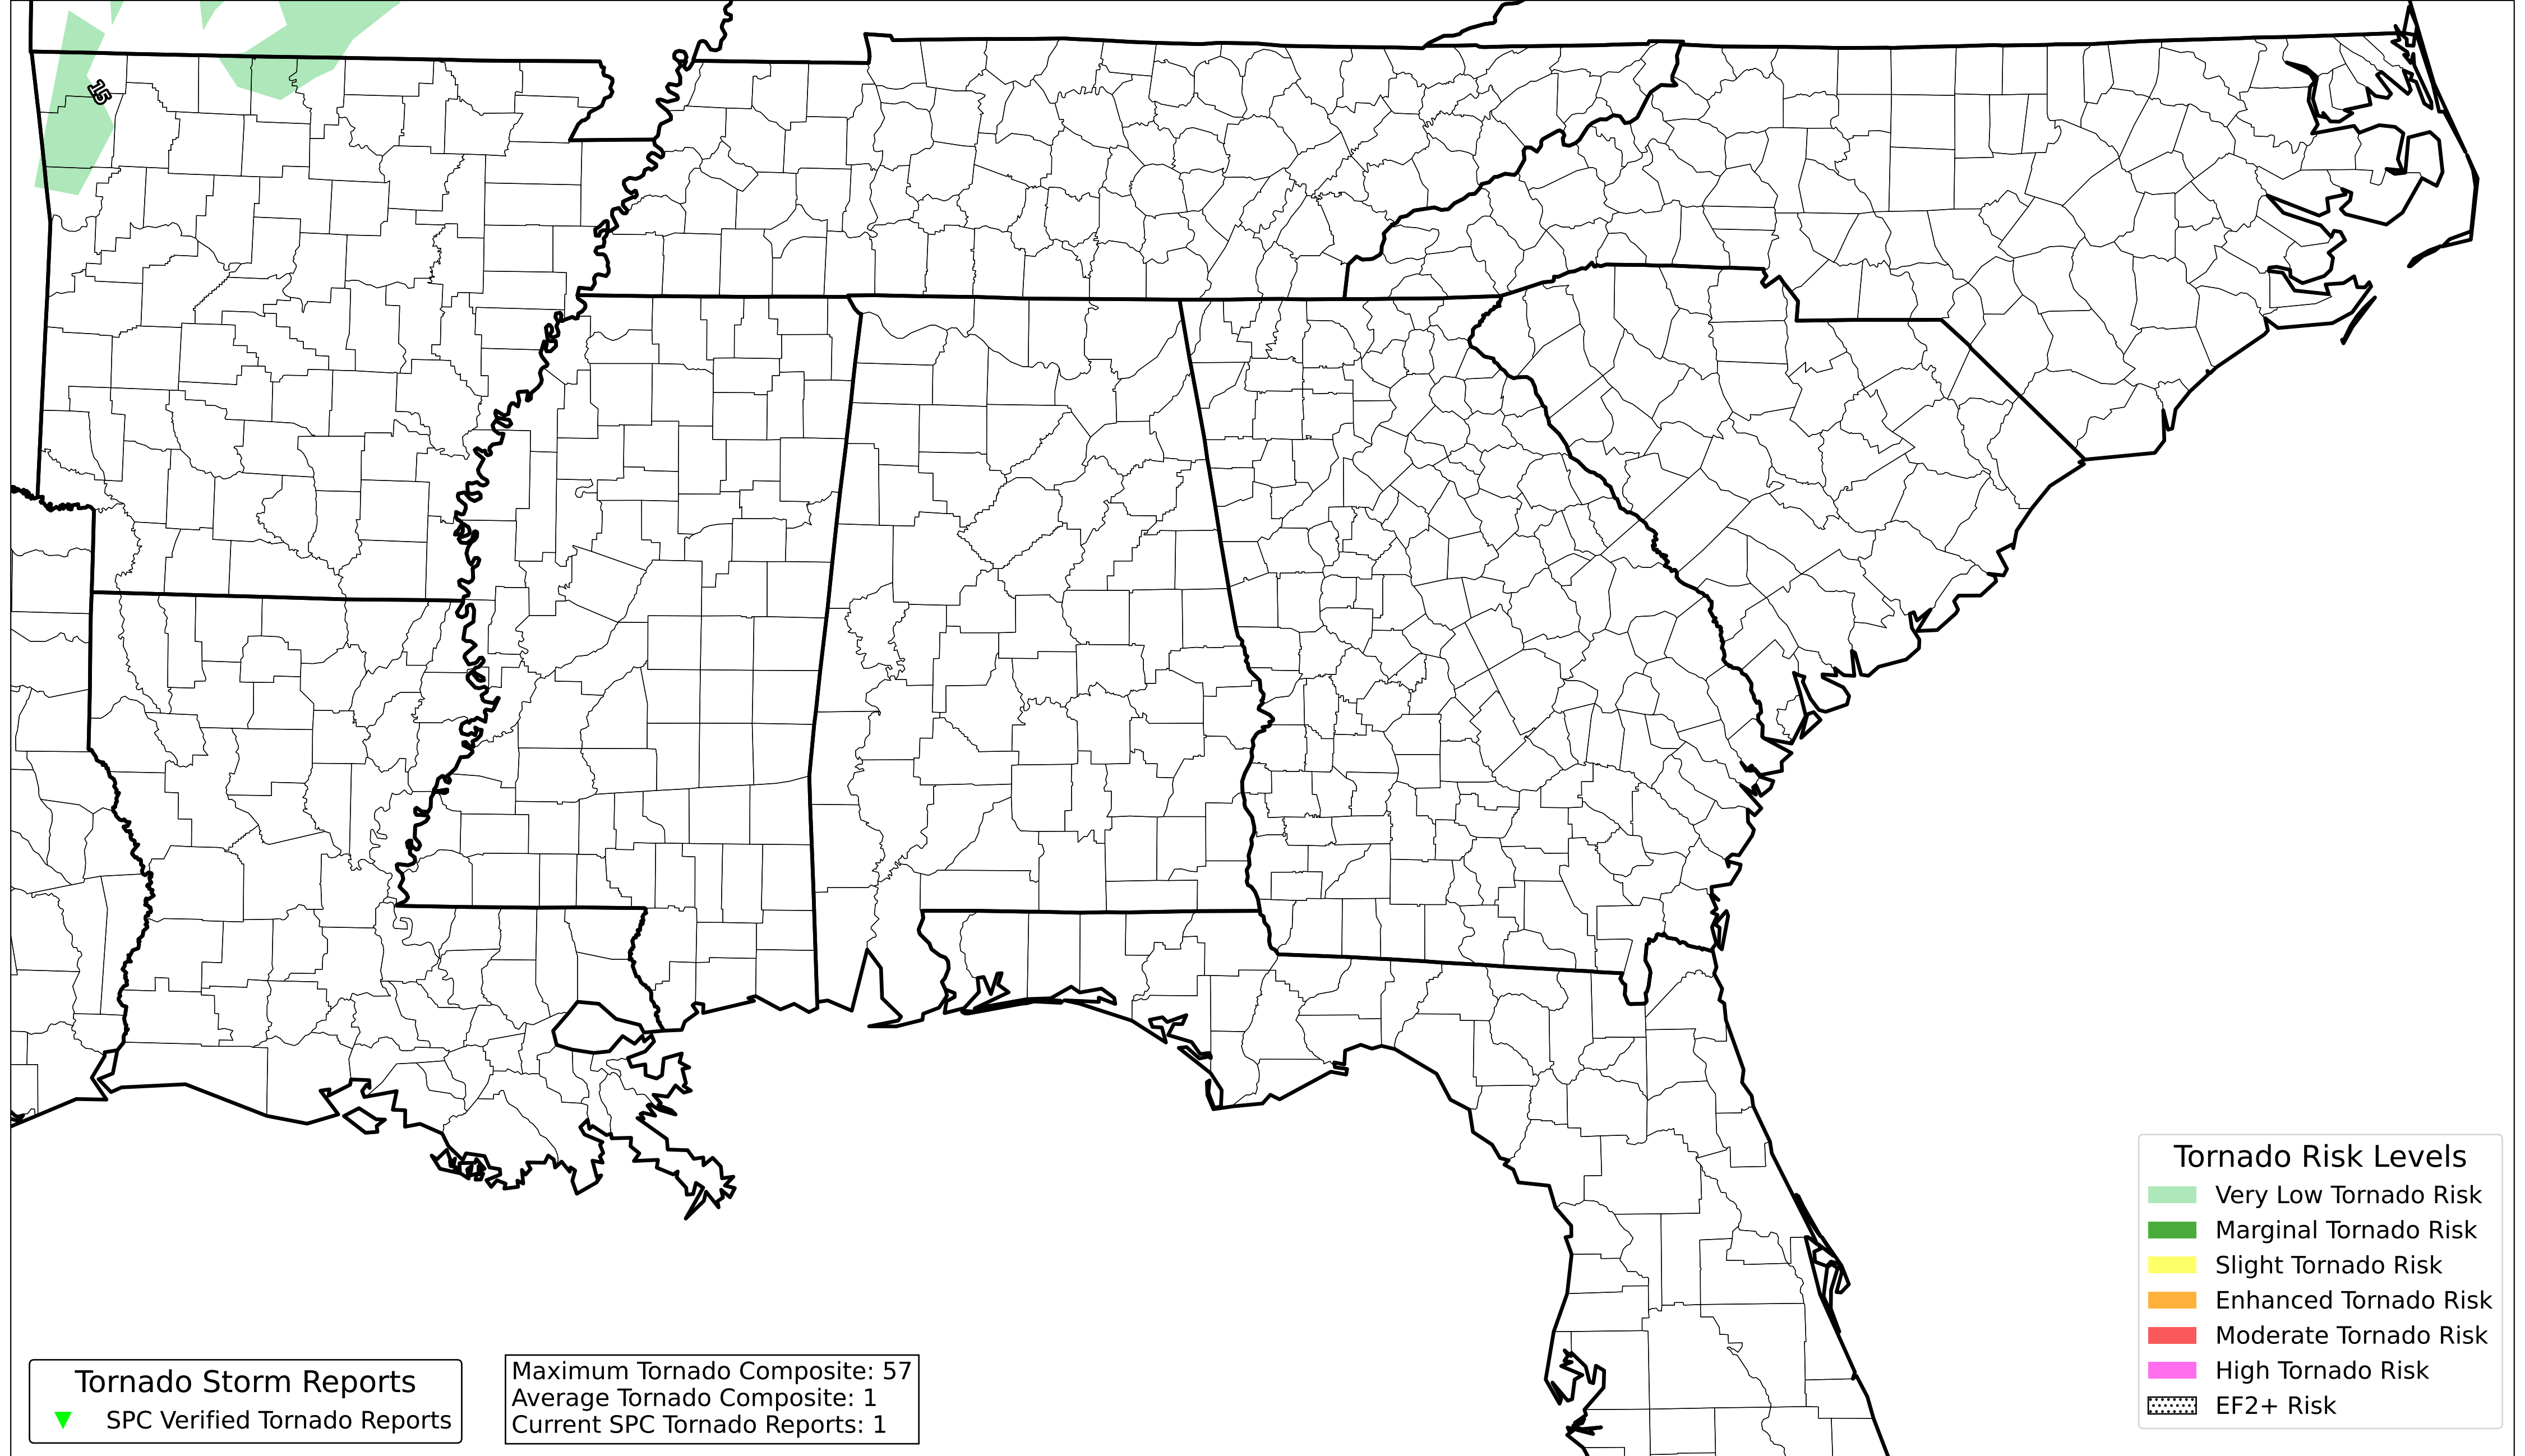 15
Tornado Risk Levels
Very Low Tornado Risk
Marginal Tornado Risk
Slight Tornado Risk
Enhanced Tornado Risk
Moderate Tornado Risk
High Tornado Risk
EF2+ Risk
Tornado Storm Reports
SPC Verified Tornado Reports
Maximum Tornado Composite: 57
Average Tornado Composite: 1
Current SPC Tornado Reports: 1